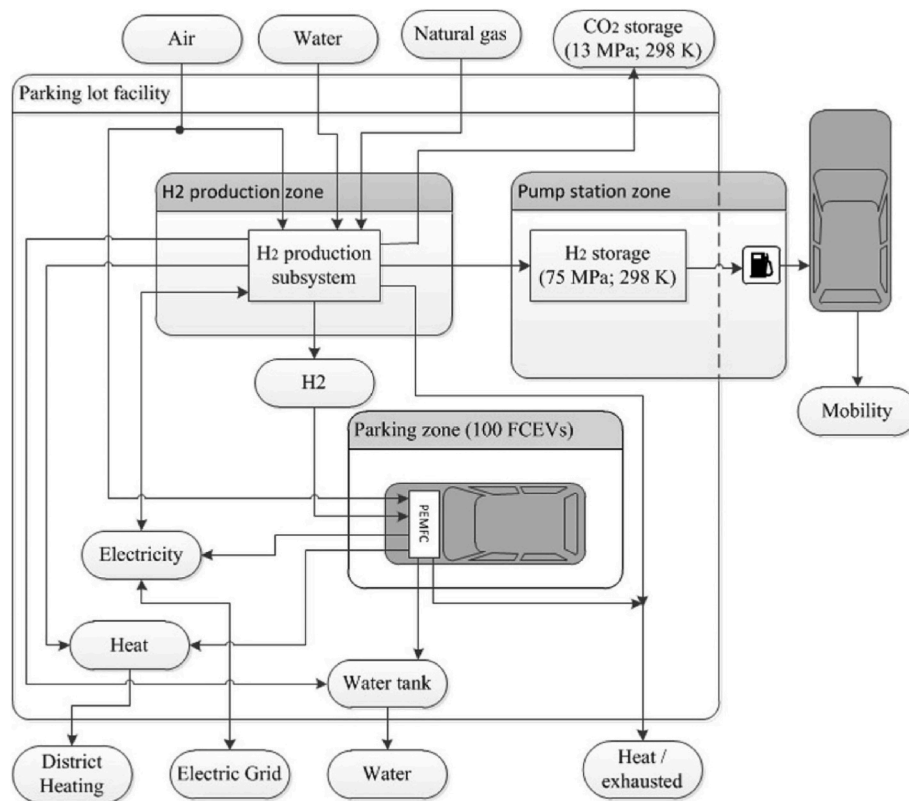 Air
Water
Natural gas
CO2 storage
(13 MPa; 298 K)
Parking lot facility
H2 production zone
Pump station zone
H2 production
subsystem
H2 storage
(75 MPa; 298 K)
H2
Mobility
Parking zone (100 FCEVs)
PEMFC
Electricity
Heat
Water tank
District
Heating
Electric Grid
Water
Heat /
exhausted